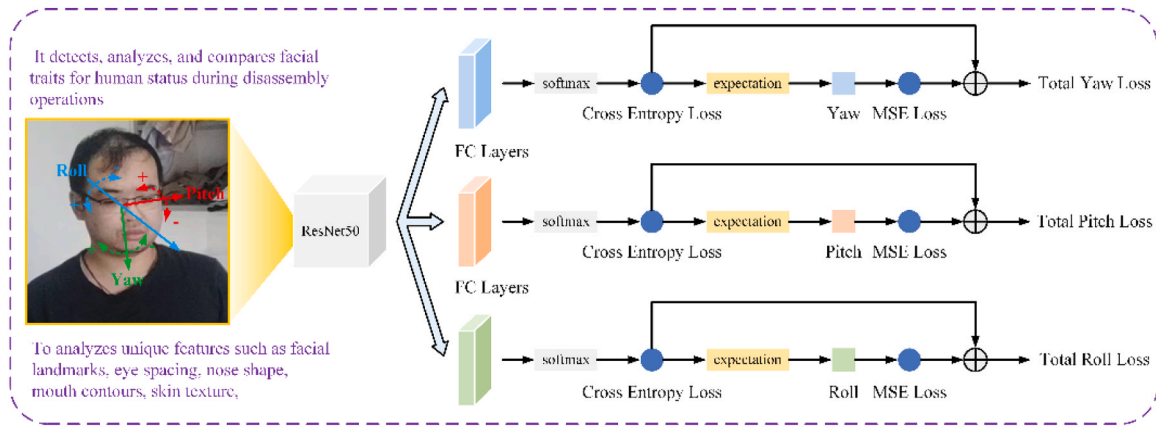 It detects, analyzes, and compares facial
traits for human status during disassembly
operations
Roll
+
Pitch
+
-
Yaw
To analyzes unique features such as facial
landmarks, eye spacing, nose shape,
mouth contours, skin texture,
ResNet50
FC Layers
softmax
Cross Entropy Loss
expectation
Yaw
MSE Loss
Total Yaw Loss
FC Layers
softmax
Cross Entropy Loss
expectation
Pitch
MSE Loss
Total Pitch Loss
softmax
Cross Entropy Loss
expectation
Roll
MSE Loss
Total Roll Loss